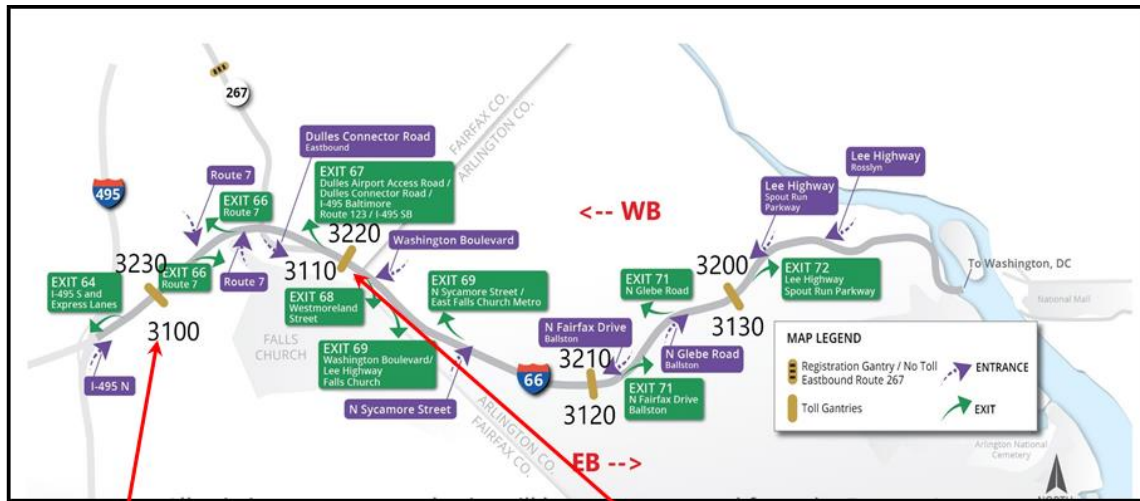 267
FAIRFAX CO.
ARLINGTON CO.
Dulles Connector Road
Eastbound
495
Route 7
EXIT 66
Route 7
EXIT 67
Dulles Airport Access Road /
Dulles Connector Road /
I-495 Baltimore
Route 123 / I-495 SB
<-- WB
Lee Highway
Rosslyn
Lee Highway
Spout Run
Parkway
3220
Washington Boulevard
3230
3110
EXIT 66
Route 7
Route 7
EXIT 64
I-495 S and
Express Lanes
3100
I-495 N
FALLS
CHURCH
EXIT 68
Westmoreland
Street
EXIT 69
N Sycamore Street /
East Falls Church Metro
EXIT 69
Washington Boulevard/
Lee Highway
Falls Church
N Sycamore Street
66
ARLINGTON CO.
FAIRFAX CO.
EB -->
EXIT 71
N Glebe Road
3200
3130
EXIT 72
Lee Highway
Spout Run Parkway
To Washington, DC
National Mall
N Fairfax Drive
Ballston
3210
3120
N Glebe Road
Ballston
EXIT 71
N Fairfax Drive
Ballston
MAP LEGEND
Registration Gantry / No Toll
Eastbound Route 267
ENTRANCE
Toll Gantries
EXIT
Arlington National
Cemetery